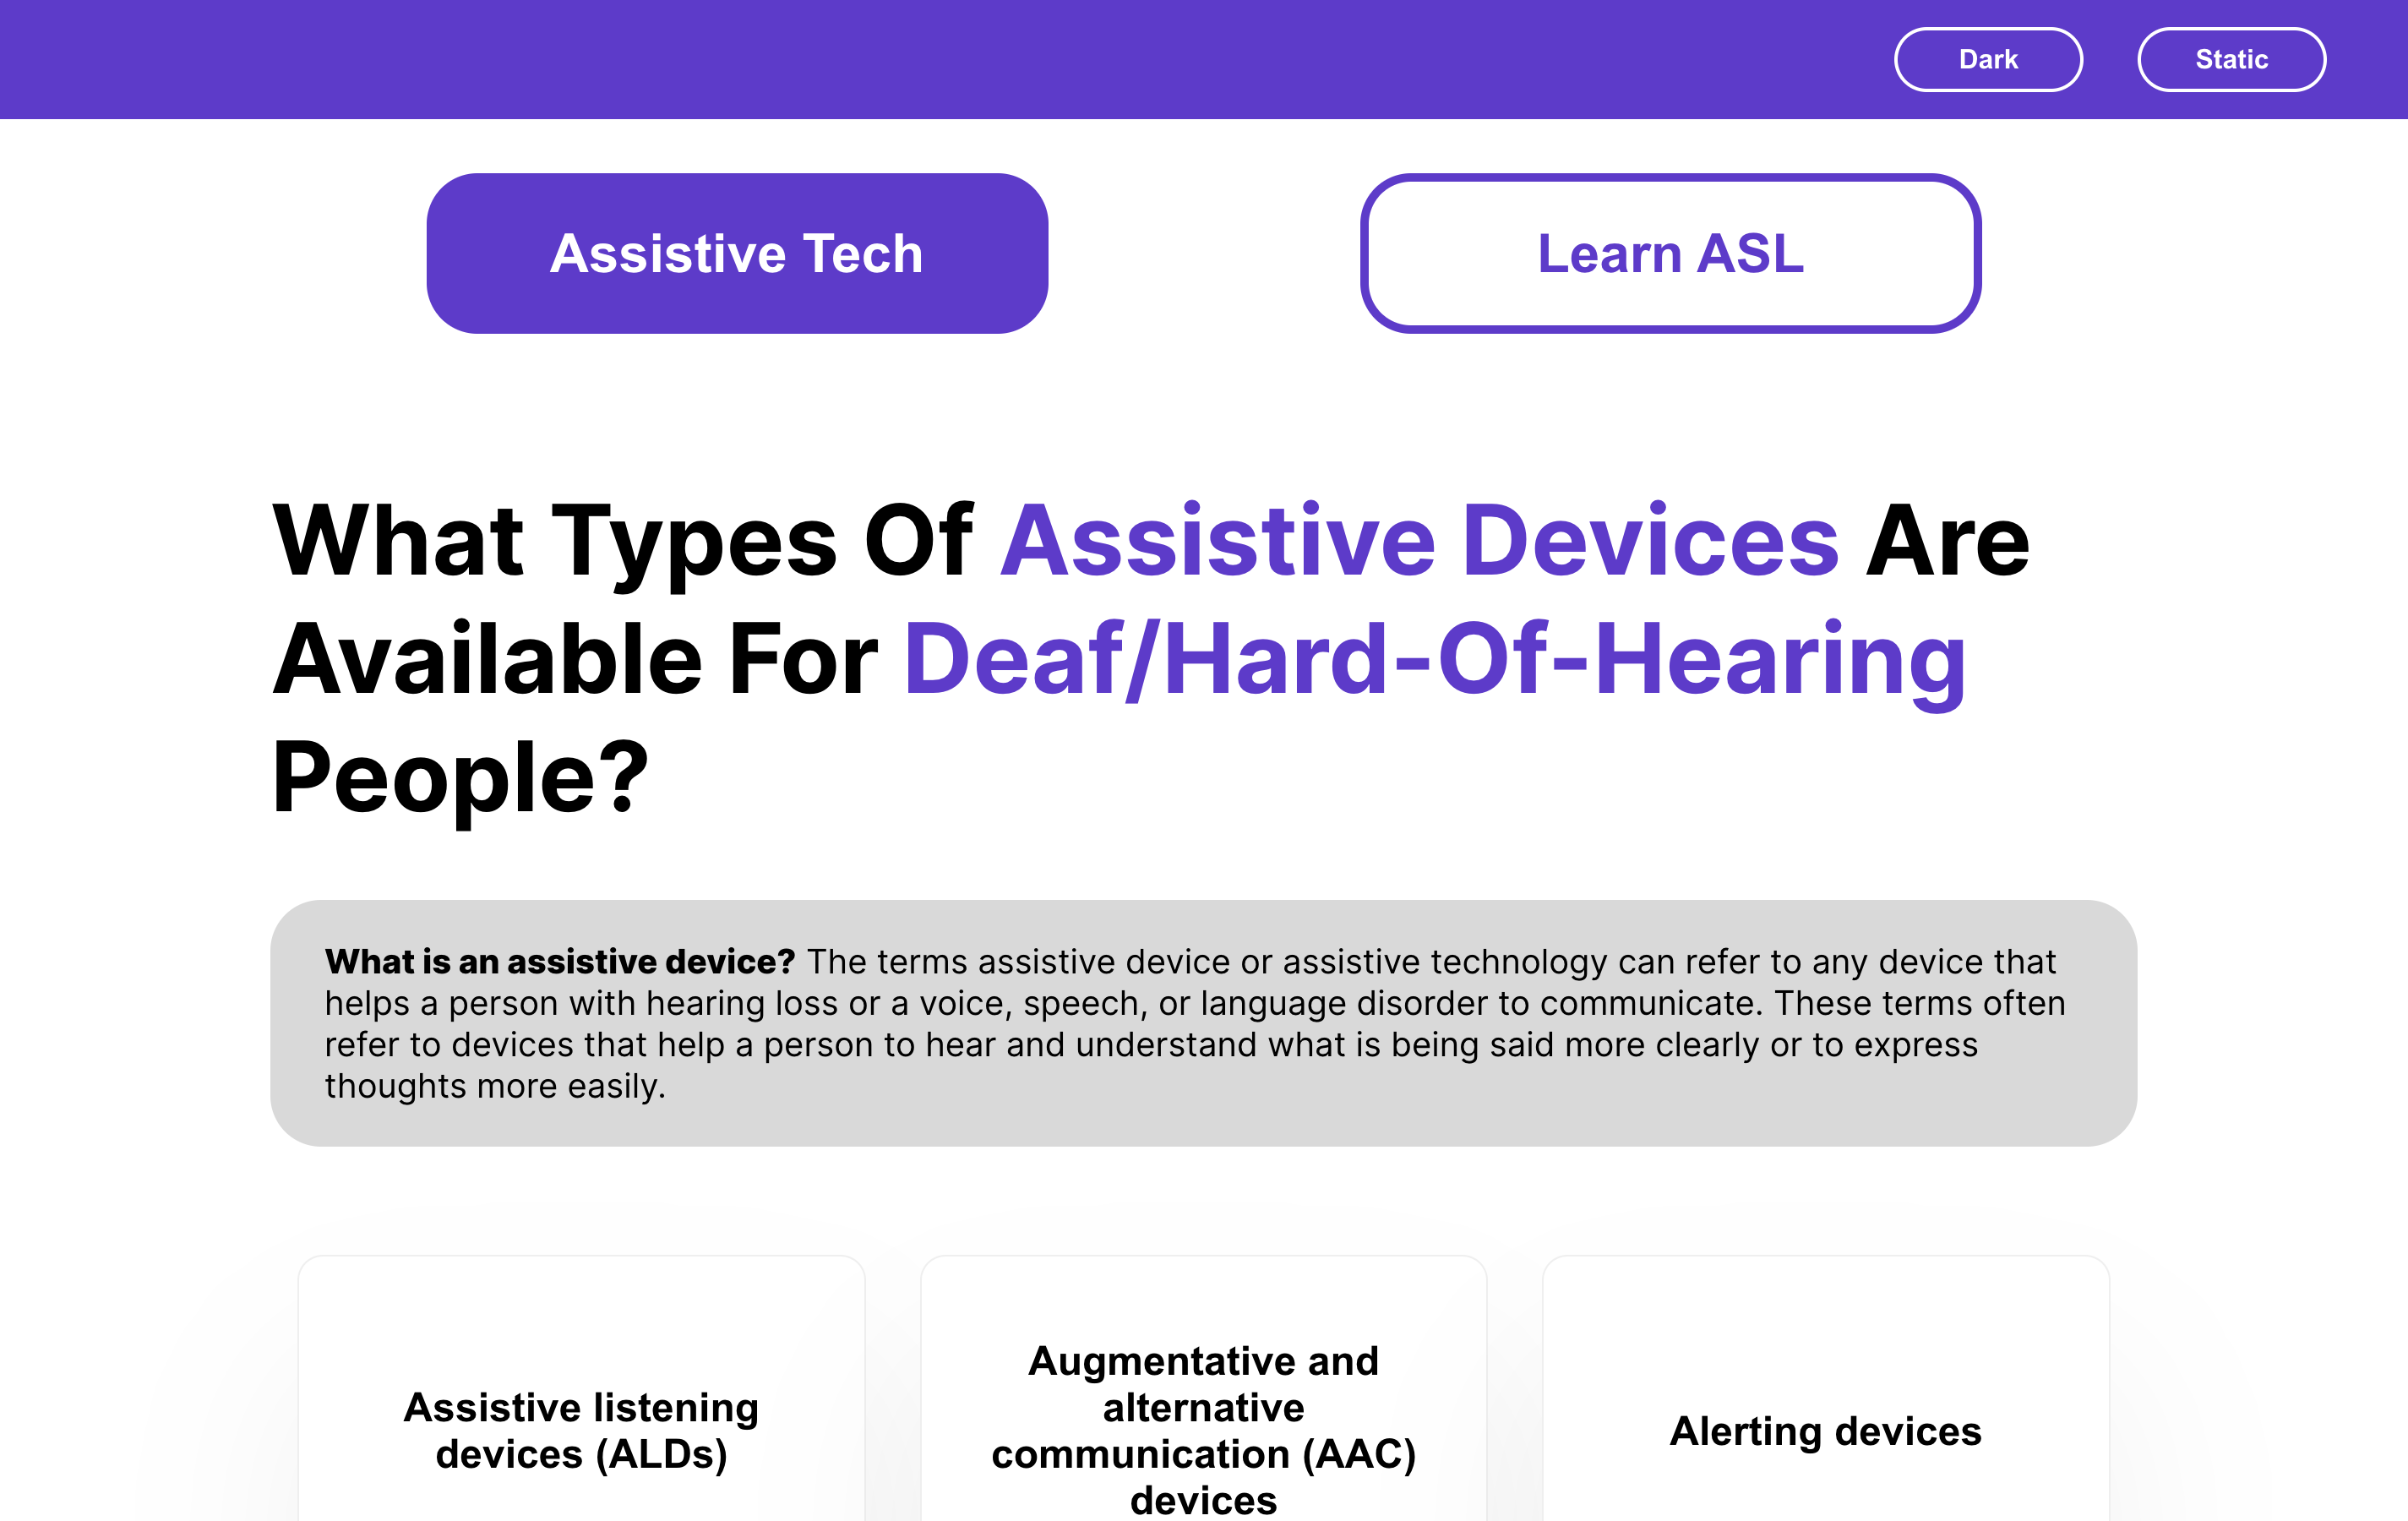 Dark
Static
Assistive Tech
Learn ASL
What Types Of Assistive Devices Are
Available For Deaf/Hard-Of-Hearing
People?
What is an assistive device? The terms assistive device or assistive technology can refer to any device that
helps a person with hearing loss or a voice, speech, or language disorder to communicate. These terms often
refer to devices that help a person to hear and understand what is being said more clearly or to express
thoughts more easily.
Assistive listening
devices (ALDs)
Augmentative and
alternative
communication (AAC)
devices
Alerting devices